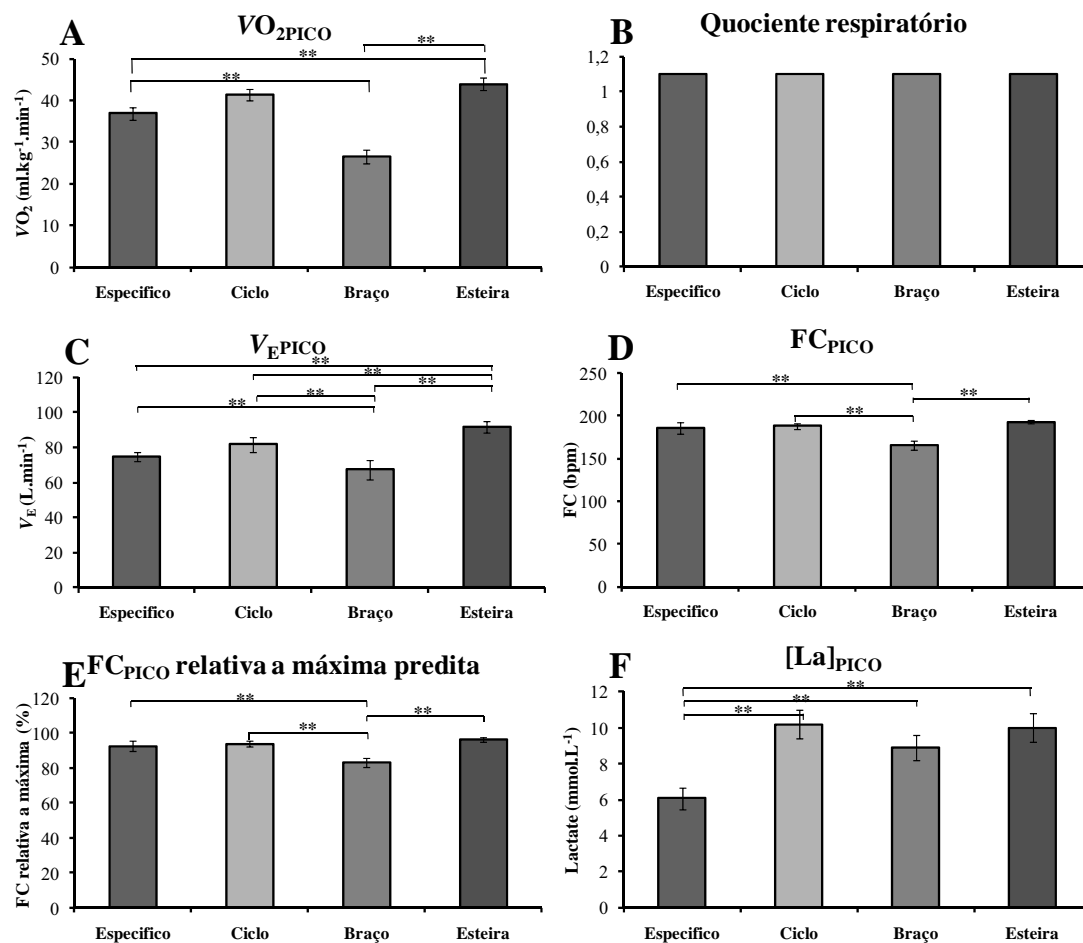 A VO₂PICO
VO₂ (ml.kg⁻¹.min⁻¹)
50
40
30
20
10
0
** ** **
Especifico Ciclo Braço Esteira
B Quociente respiratório
1,2
1
0,8
0,6
0,4
0,2
0
Especifico Ciclo Braço Esteira
C VEPICO
VE (L.min⁻¹)
120
100
80
60
40
20
0
** ** ** ** **
Especifico Ciclo Braço Esteira
D FCPICO
FC (bpm)
250
200
150
100
50
0
** ** **
Especifico Ciclo Braço Esteira
E FCPICO relativa a máxima predita
FC relativa a máxima (%)
120
100
80
60
40
20
0
** ** **
Especifico Ciclo Braço Esteira
F [La]PICO
Lactate (mmol.L⁻¹)
12
10
8
6
4
2
0
** ** **
Especifico Ciclo Braço Esteira